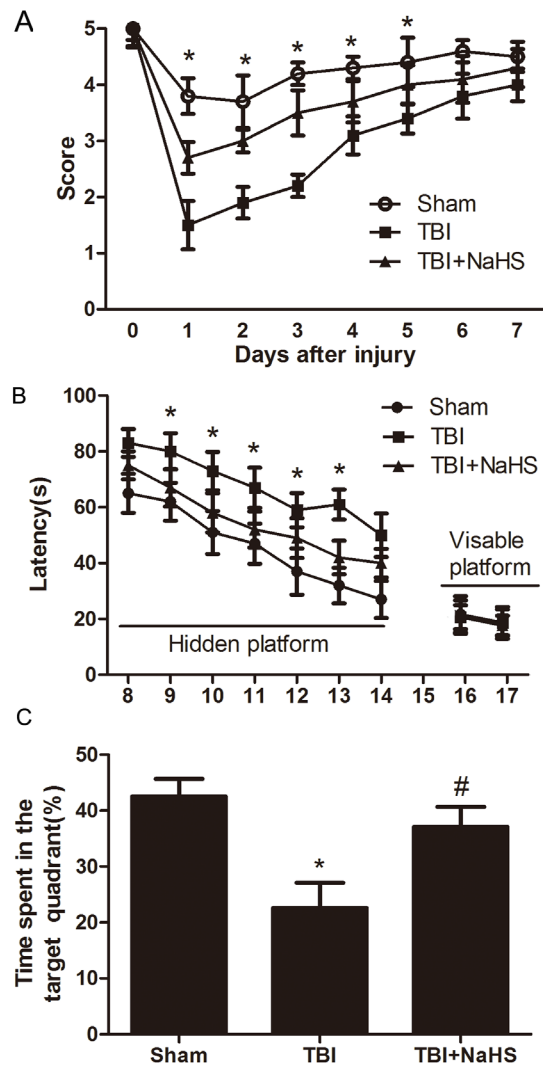 A
* * * * *
5
4
3
2
1
Score
Sham
TBI
TBI+NaHS
0 1 2 3 4 5 6 7
Days after injury
B
100
80
60
40
20
0
Latency(s)
* * * * *
Sham
TBI
TBI+NaHS
Visable
platform
Hidden platform
8 9 10 11 12 13 14 15 16 17
C
50
40
30
20
10
0
Time spent in the
target quadrant(%)
*
#
Sham TBI TBI+NaHS